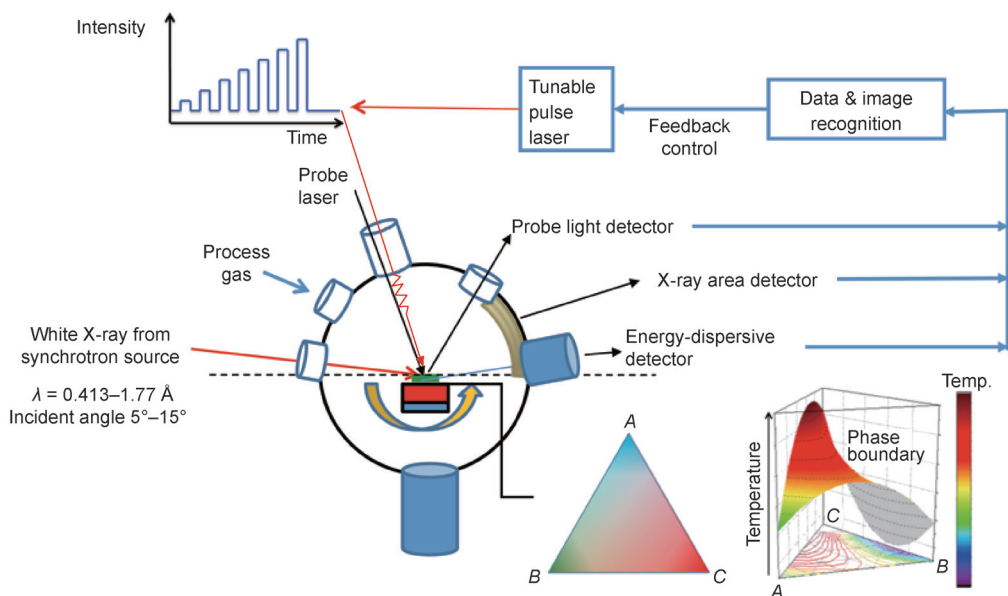 Intensity
Time
Tunable
pulse
laser
Feedback
control
Data & image
recognition
Probe
laser
Probe light detector
Process
gas
X-ray area detector
White X-ray from
synchrotron source
Energy-dispersive
detector
λ = 0.413–1.77 Å
Incident angle 5°–15°
Temp.
Phase
boundary
Temperature
A
B
C
C
A
B